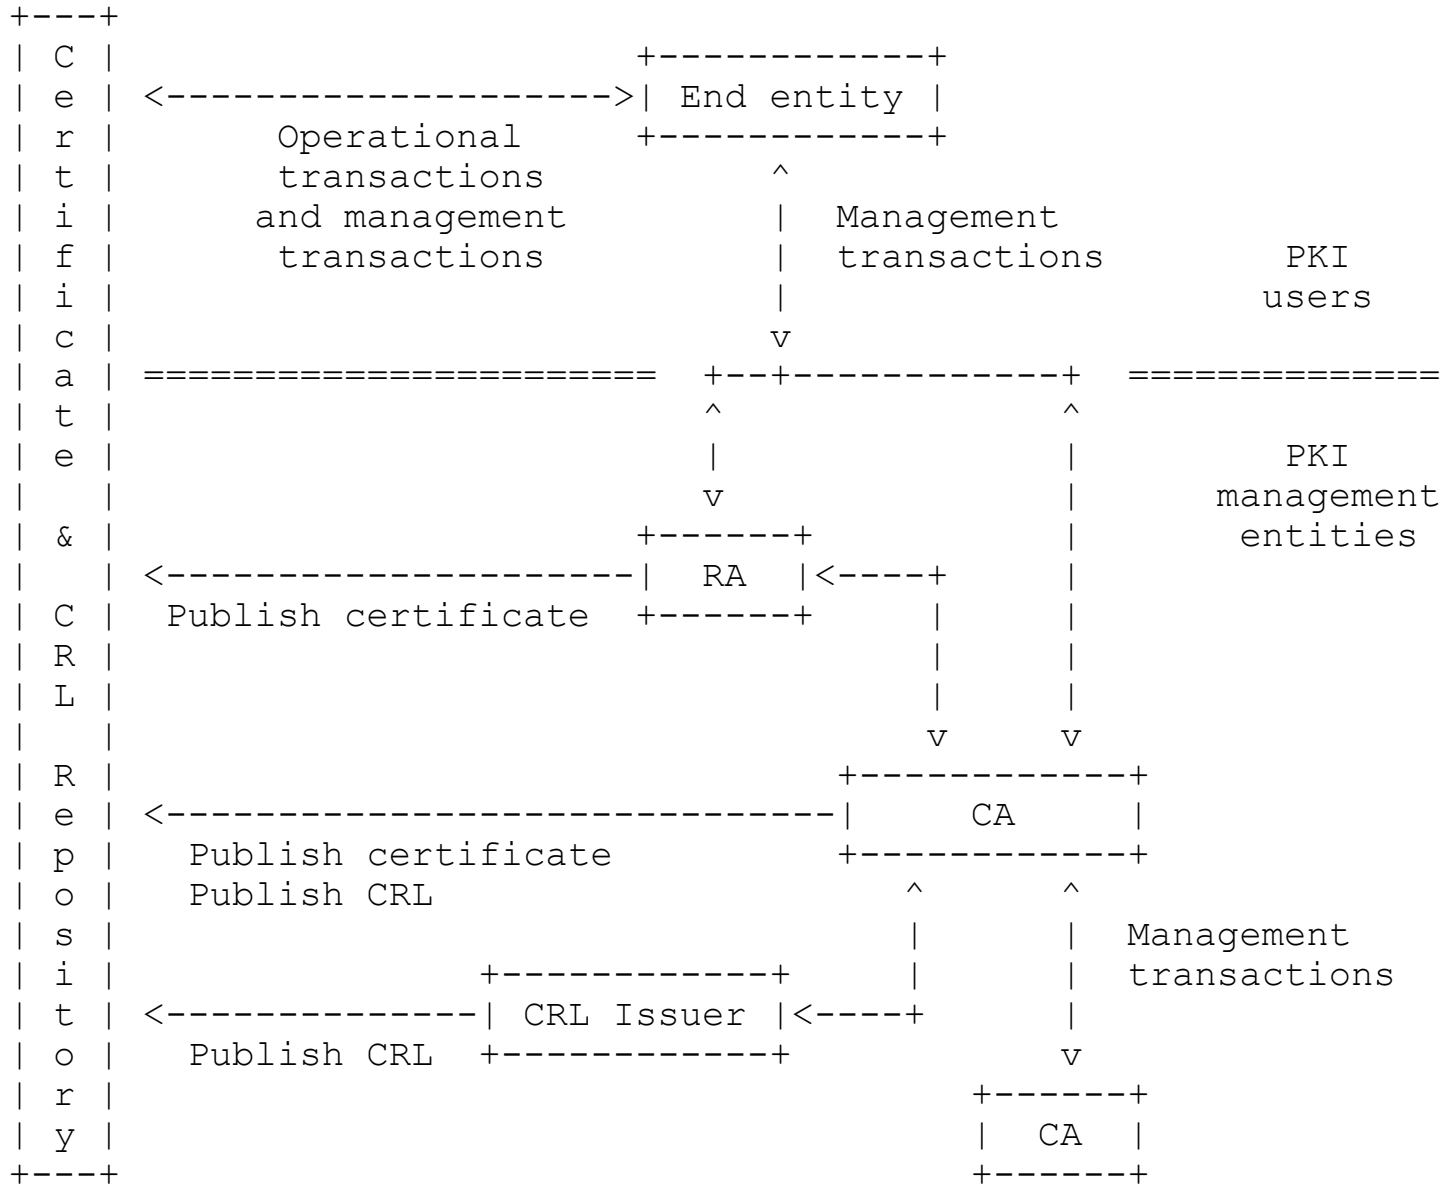 Certificate & CRL Repository
End entity
Operational
transactions
and management
transactions
Management
transactions
PKI
users
PKI
management
entities
RA
Publish certificate
CA
Publish certificate
Publish CRL
Management
transactions
CRL Issuer
Publish CRL
CA